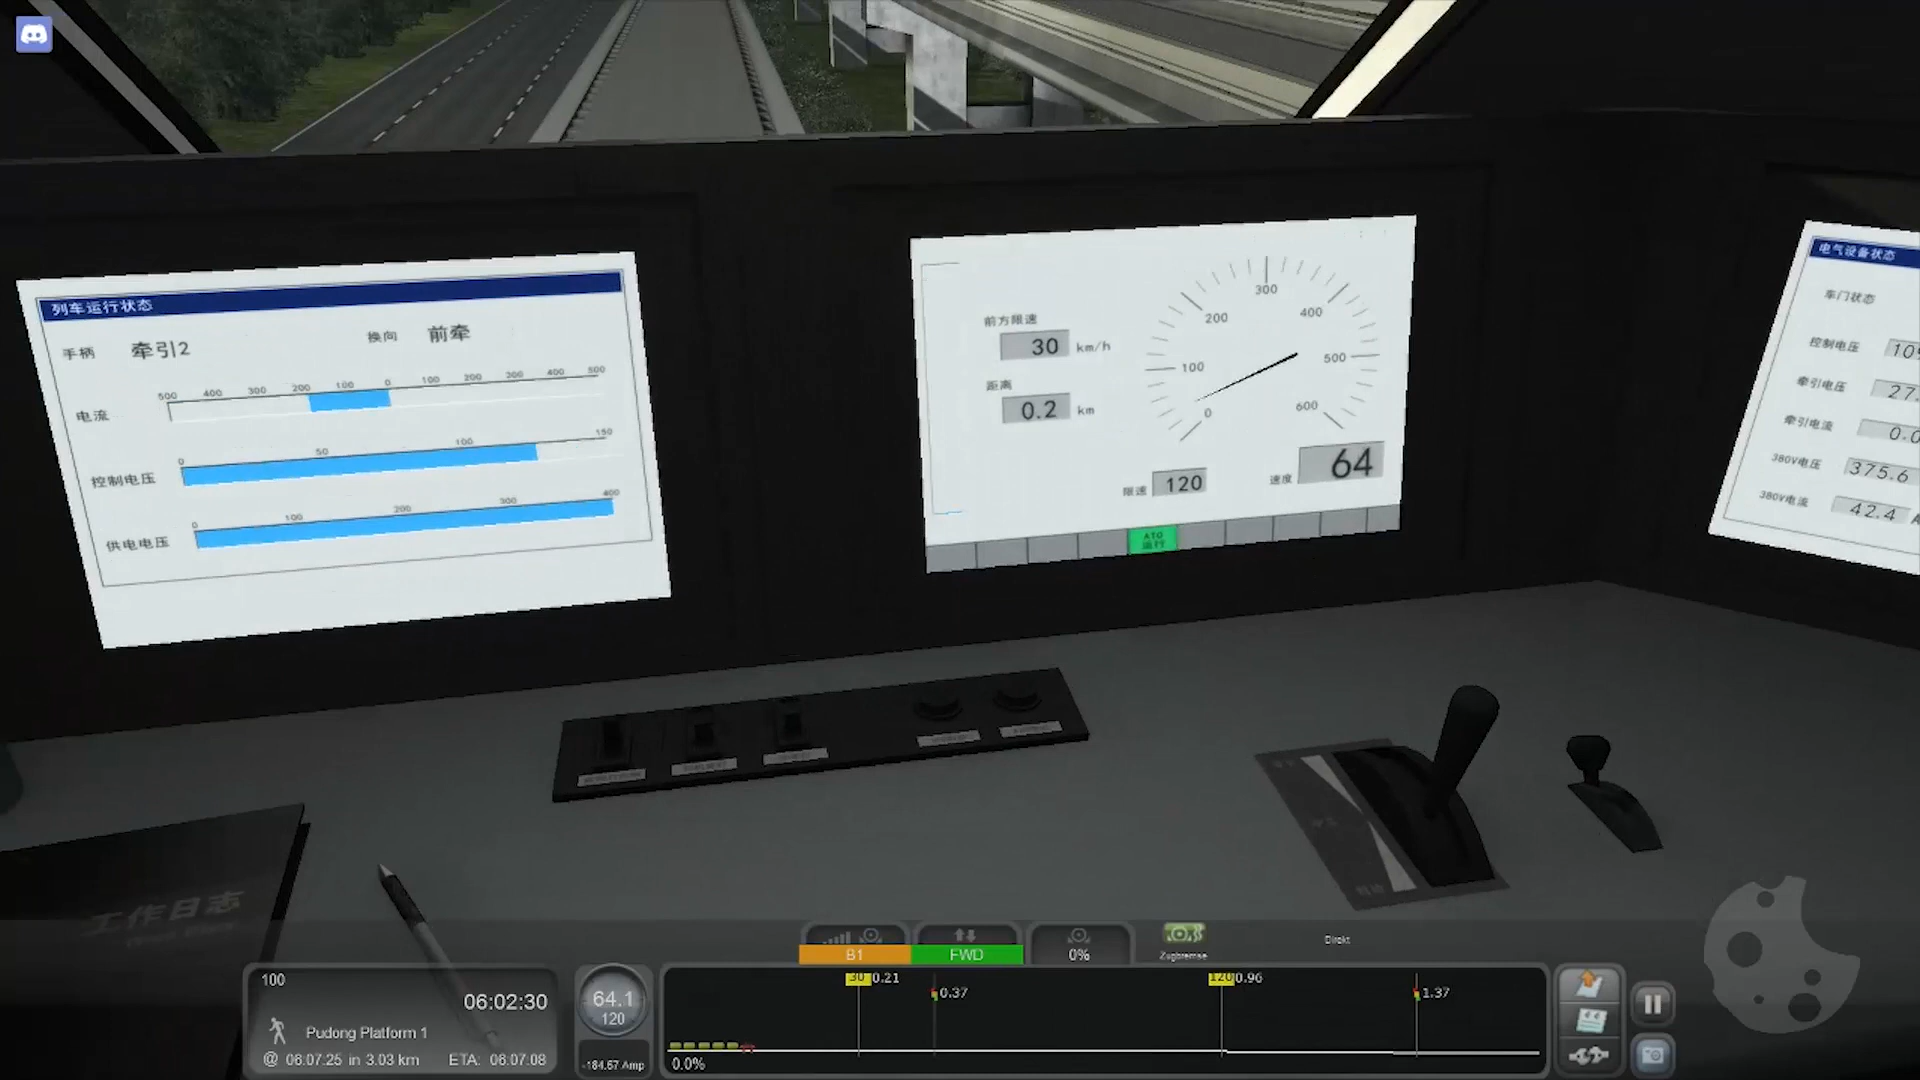 列车运行状态
手柄 牵引2 换向 前牵
500 400 300 200 100 0 100 200 300 400 500
电流
0 50 100 150
控制电压
0 100 200 300 400
供电电压
前方限速
30 km/h
距离
0.2 km
0 100 200 300 400 500 600
限速 120 速度 64
ATO
运行
电气设备状态
车门状态
控制电压
牵引电压 27.
牵引电流 0.0
380V电压 375.6
380V电流 42.4 A
工作日志
B1 FWD 0% Zugbremse Direkt
100
06:02:30
Pudong Platform 1
@ 06:07:25 in 3.03 km ETA: 06:07:08
64.1
120
-184.67 Amp
30 0.21 0.37 120 0.96 1.37
0.0%